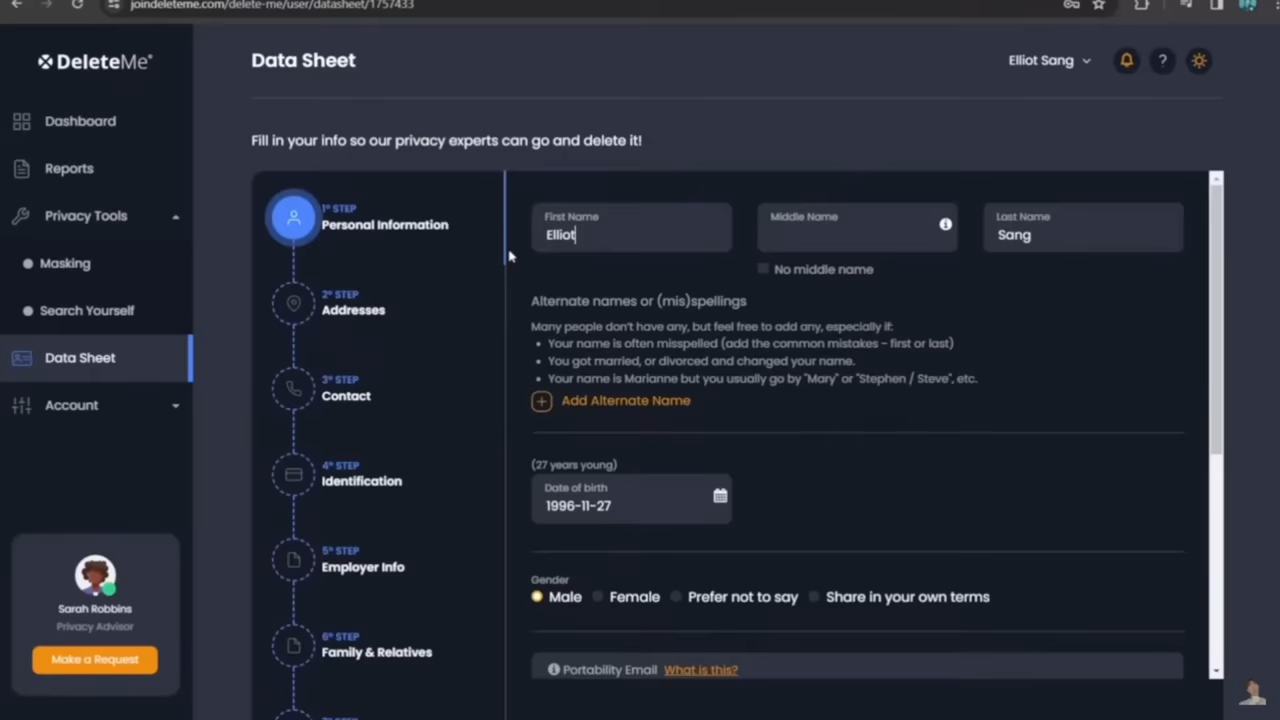 joindeleteme.com/delete-me/user/datasheet/1757433
DeleteMe®
Data Sheet
Elliot Sang
?
Dashboard
Reports
Privacy Tools
Masking
Search Yourself
Data Sheet
Account
Sarah Robbins
Privacy Advisor
Make a Request
Fill in your info so our privacy experts can go and delete it!
1º STEP
Personal Information
2º STEP
Addresses
3º STEP
Contact
4º STEP
Identification
5º STEP
Employer Info
6º STEP
Family & Relatives
First Name
Elliot
Middle Name
Last Name
Sang
No middle name
Alternate names or (mis)spellings
Many people don't have any, but feel free to add any, especially if:
• Your name is often misspelled (add the common mistakes - first or last)
• You got married, or divorced and changed your name.
• Your name is Marianne but you usually go by "Mary" or "Stephen / Steve", etc.
+ Add Alternate Name
(27 years young)
Date of birth
1996-11-27
Gender
Male Female Prefer not to say Share in your own terms
Portability Email What is this?